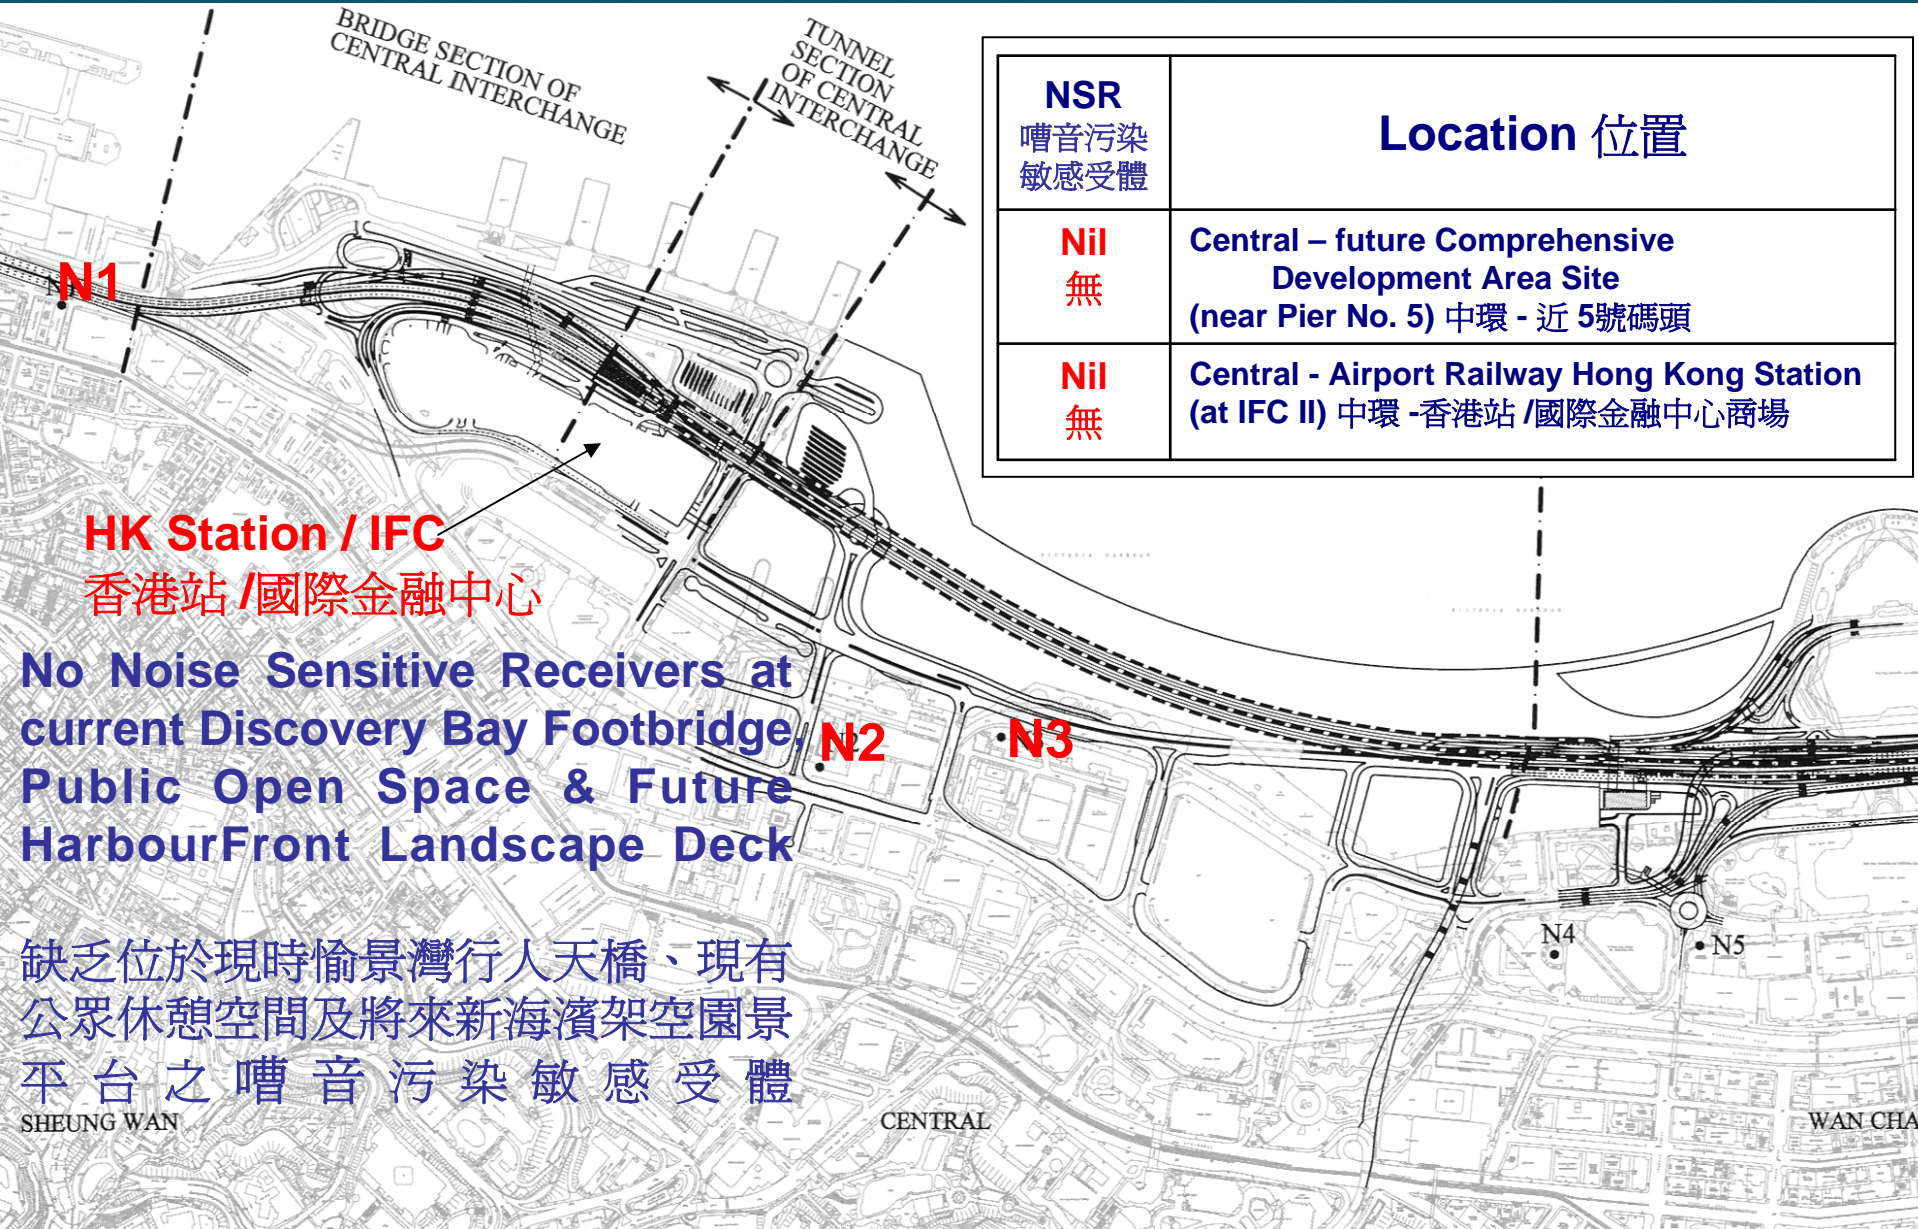 BRIDGE SECTION OF
CENTRAL INTERCHANGE
TUNNEL
SECTION
OF CENTRAL
INTERCHANGE
NSR
嘈音污染
敏感受體
Location 位置
Nil
無
Central – future Comprehensive
Development Area Site
(near Pier No. 5) 中環 - 近 5號碼頭
Nil
無
Central - Airport Railway Hong Kong Station
(at IFC II) 中環 -香港站 /國際金融中心商場
N1
HK Station / IFC
香港站 /國際金融中心
VICTORIA HARBOUR
VICTORIA HARBOUR
No Noise Sensitive Receivers at
current Discovery Bay Footbridge,
Public Open Space & Future
HarbourFront Landscape Deck
N2
N3
缺乏位於現時愉景灣行人天橋、現有
公眾休憩空間及將來新海濱架空園景
平台之嘈音污染敏感受體
N4
N5
SHEUNG WAN
CENTRAL
WAN CHA